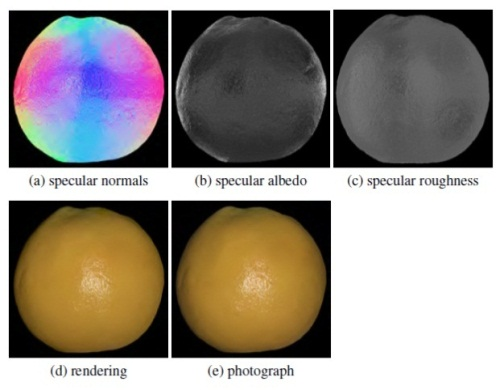 (a) specular normals
(b) specular albedo
(c) specular roughness
(d) rendering
(e) photograph